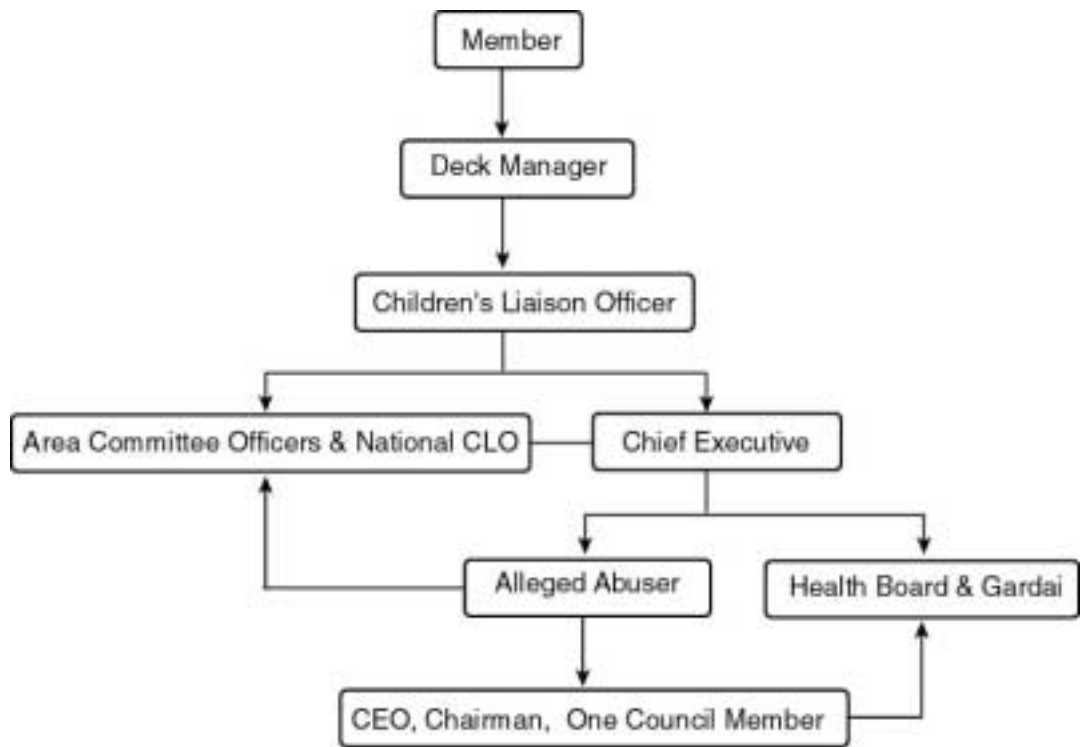 Member
Deck Manager
Children's Liaison Officer
Area Committee Officers & National CLO
Chief Executive
Alleged Abuser
Health Board & Gardai
CEO, Chairman, One Council Member